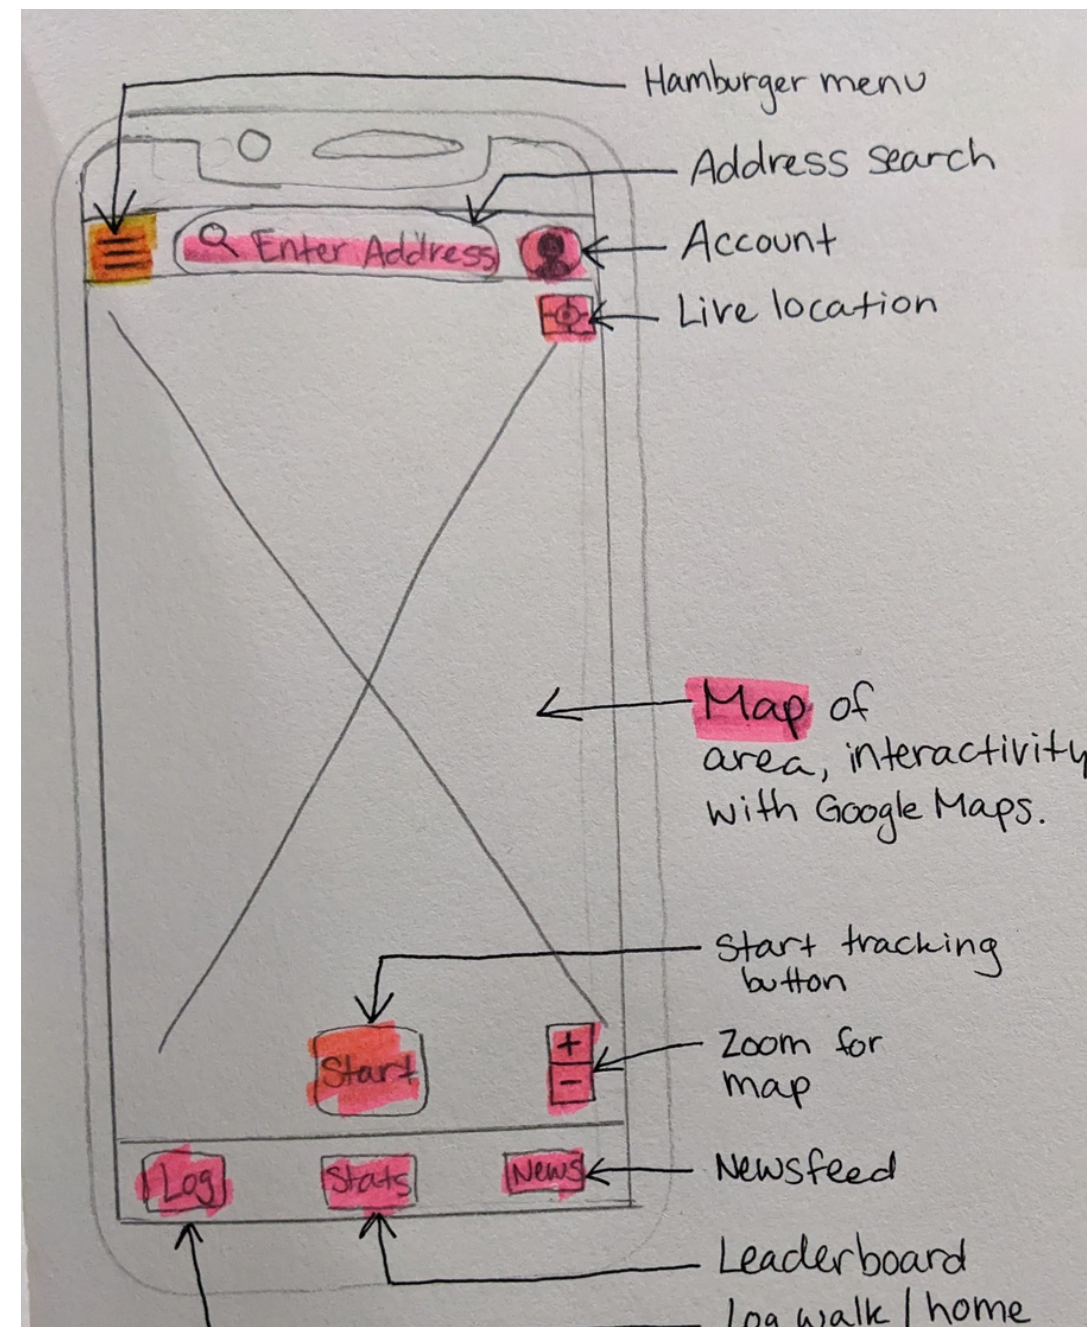 Hamburger menu
Address search
Enter Address
Account
Live location
Map of
area, interactivity
with Google Maps.
Start tracking
button
Start
+
Zoom for
-
map
Log
Stats
News
Newsfeed
Leaderboard
Log walk / home